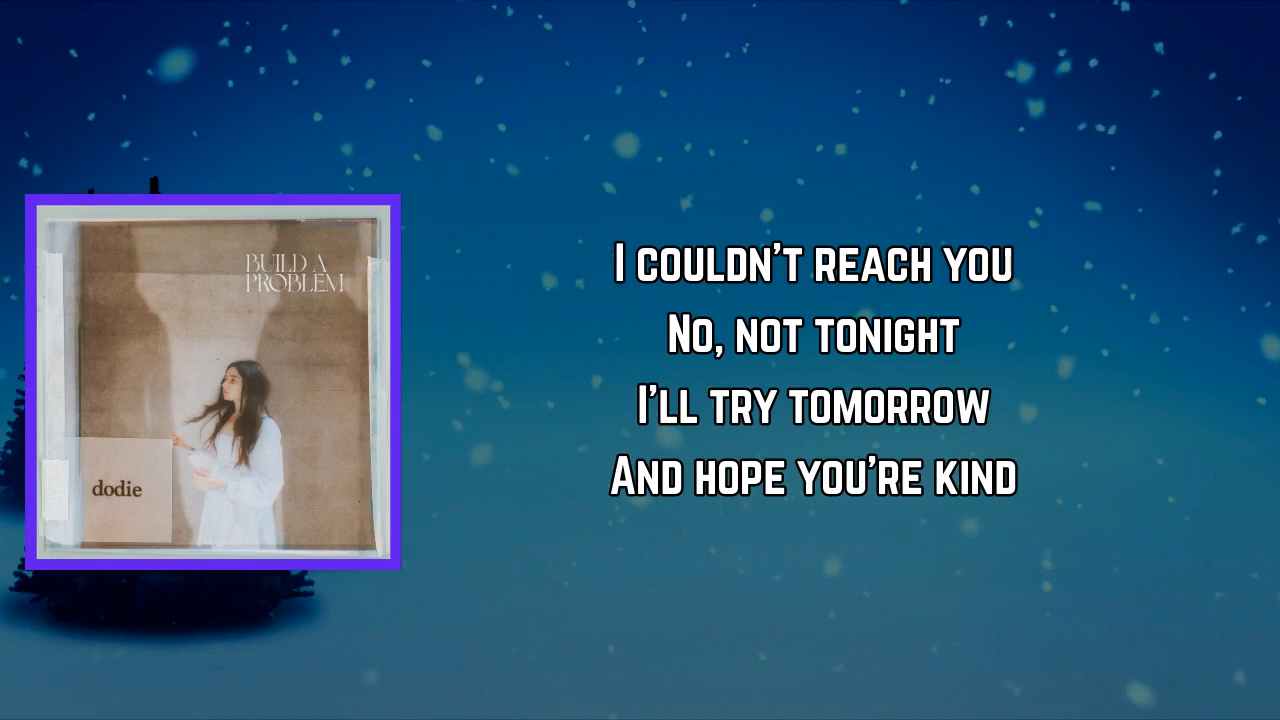 BUILD A
PROBLEM
dodie
I COULDN'T REACH YOU
NO, NOT TONIGHT
I'LL TRY TOMORROW
AND HOPE YOU'RE KIND